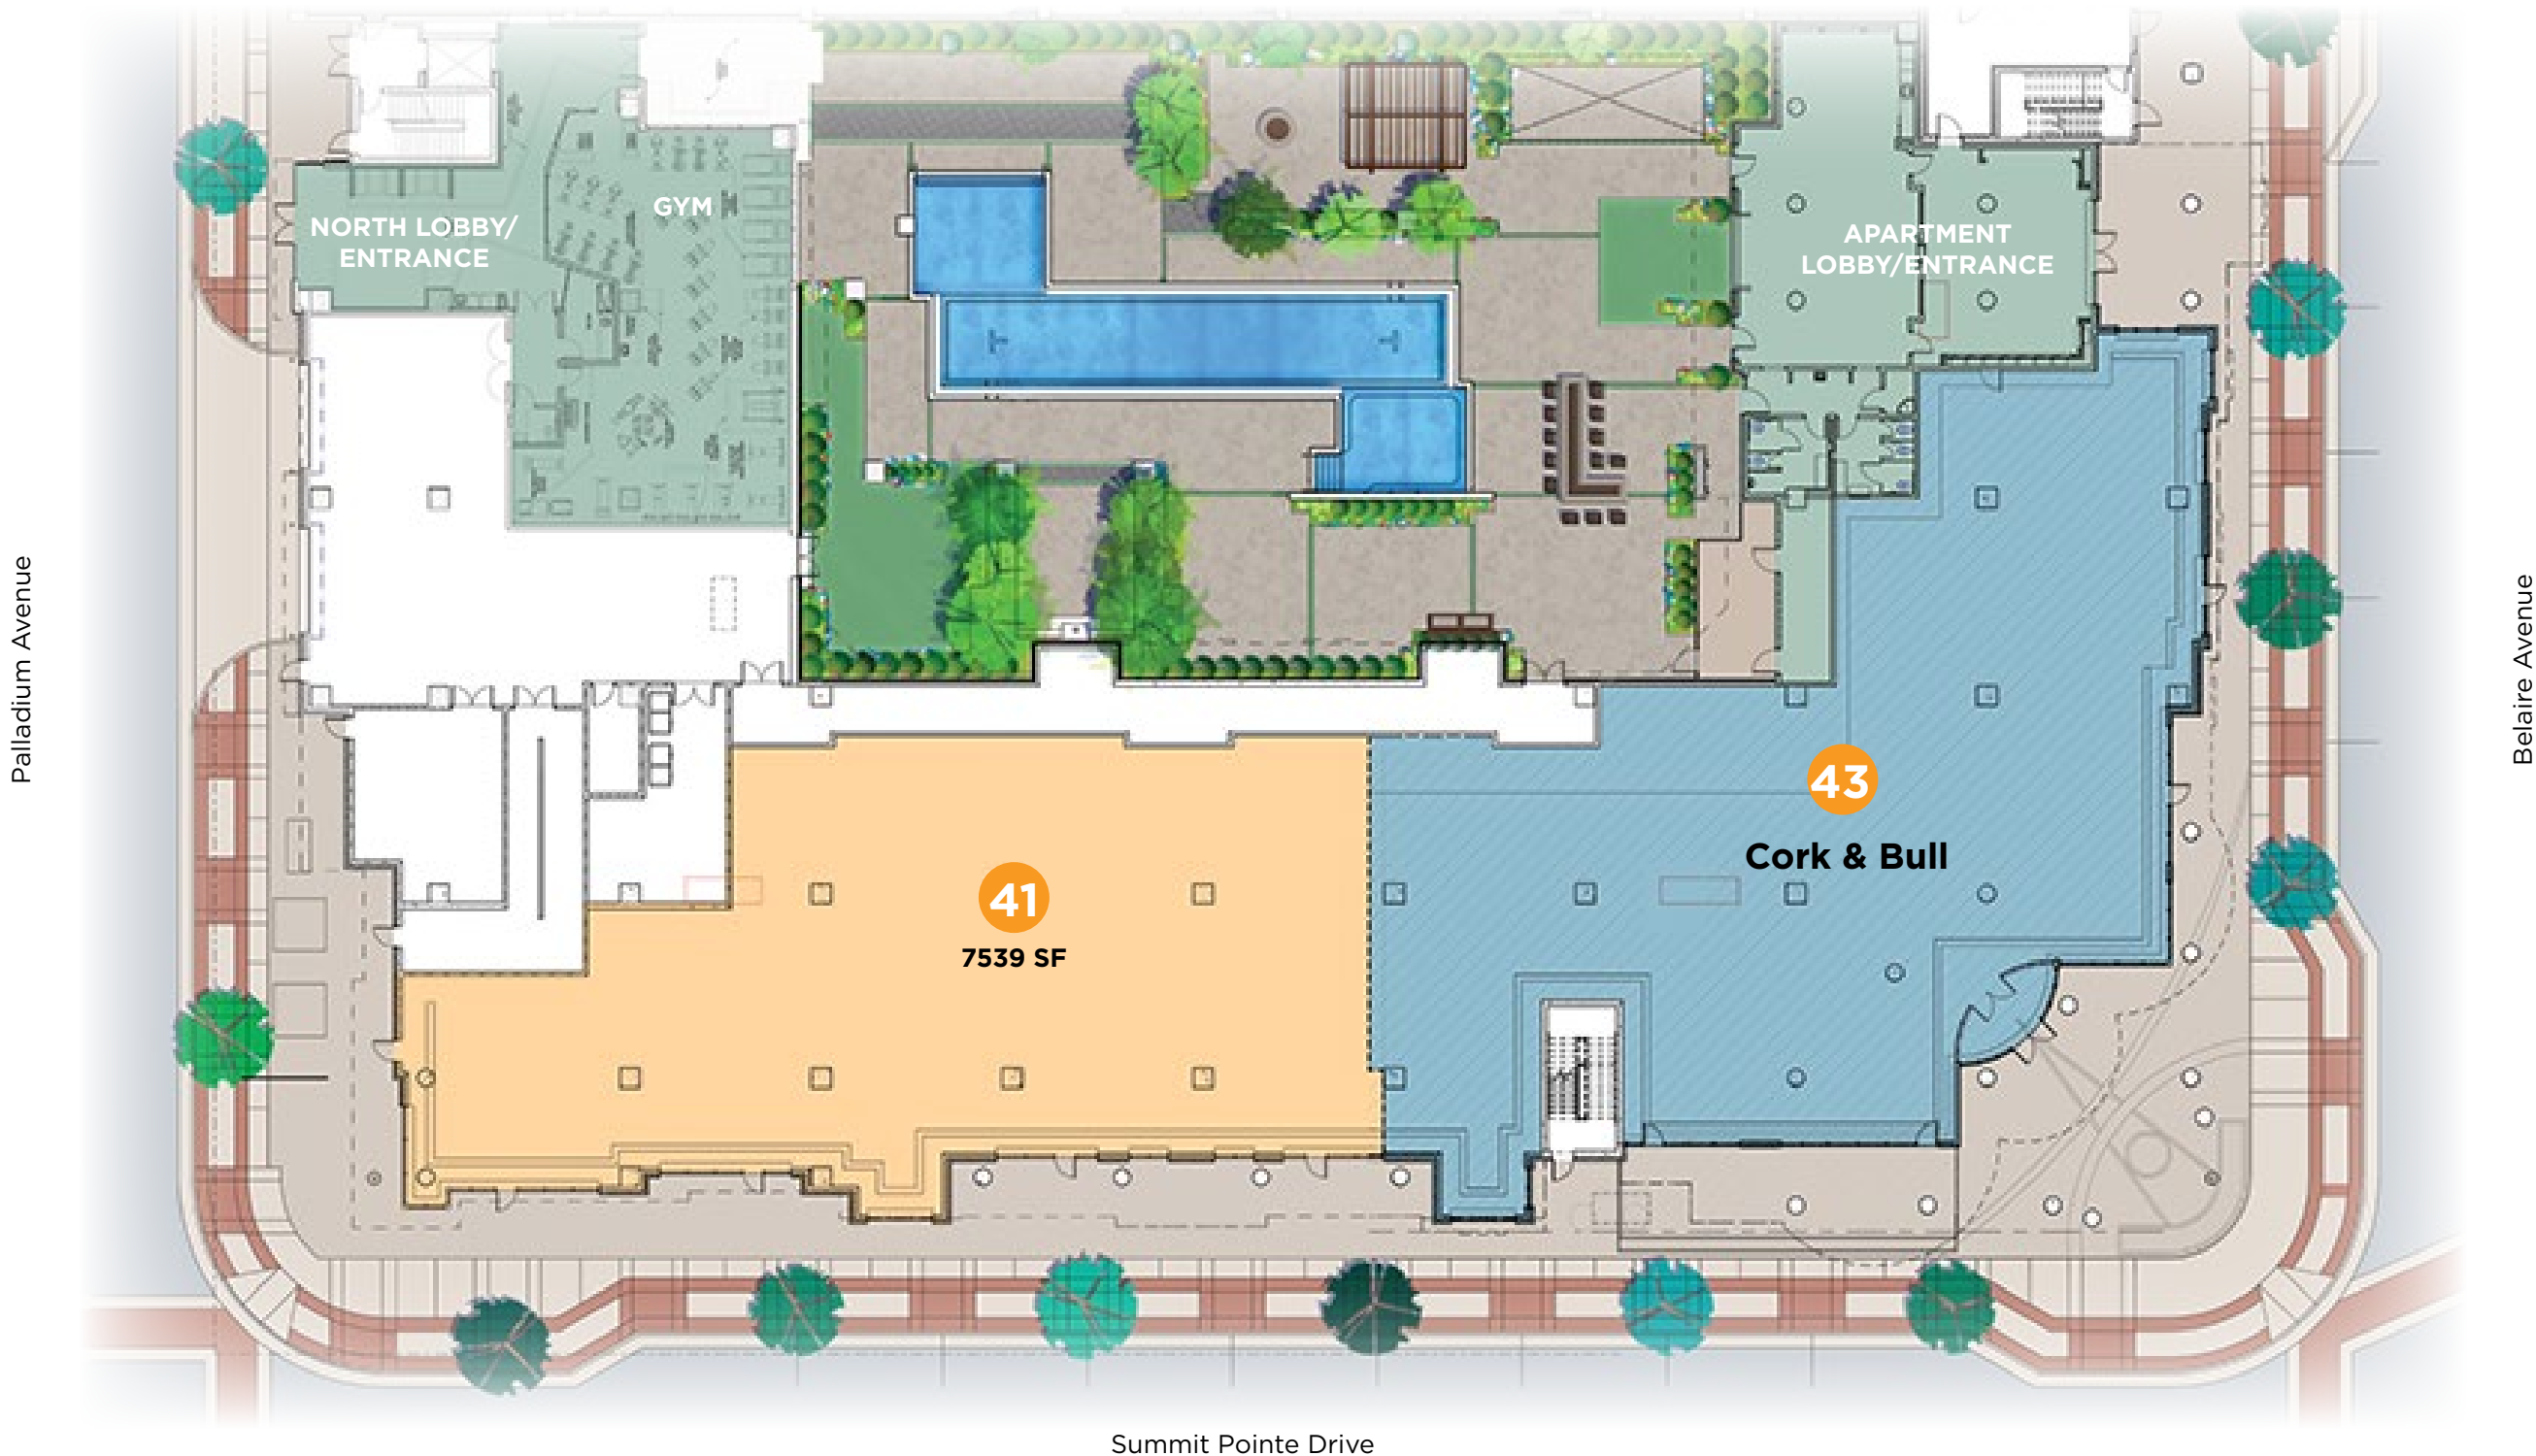 NORTH LOBBY/
ENTRANCE
GYM
APARTMENT
LOBBY/ENTRANCE
Palladium Avenue
Belaire Avenue
43
Cork & Bull
41
7539 SF
Summit Pointe Drive